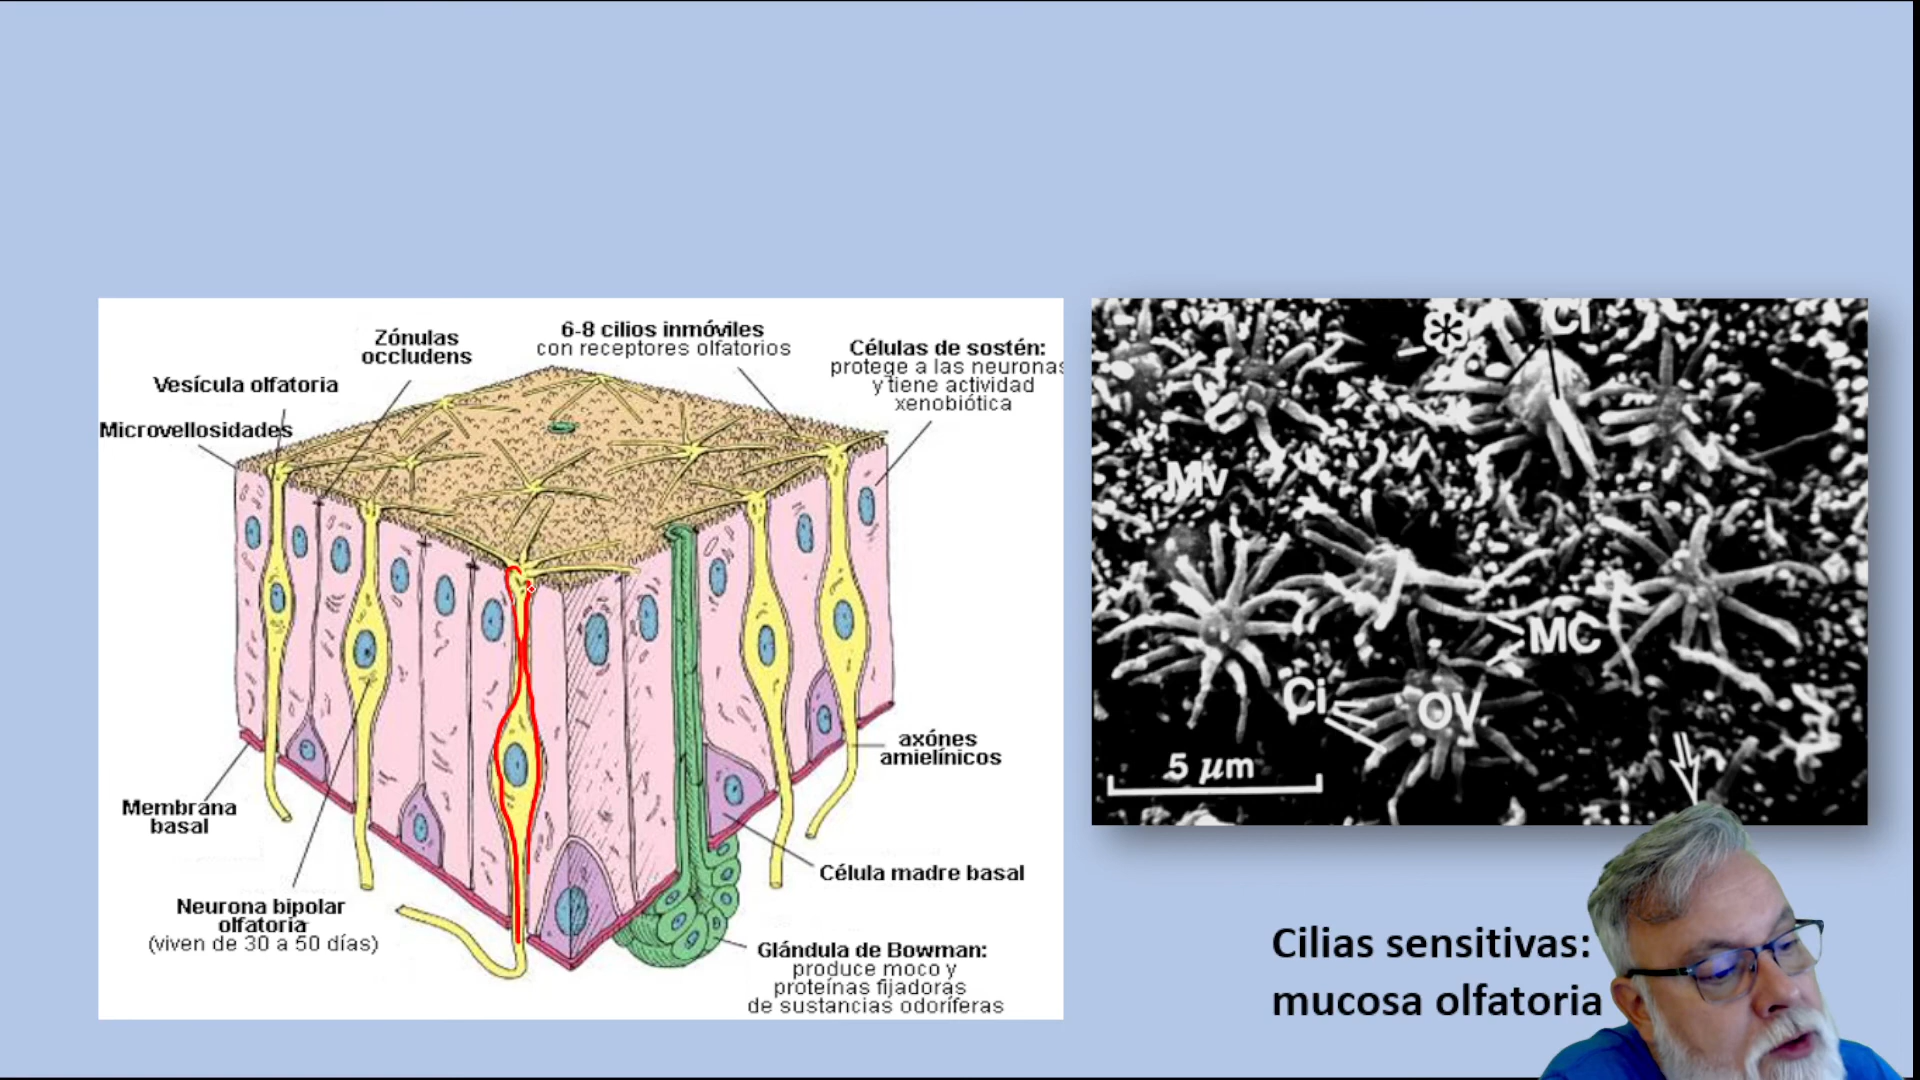 Zónulas
occludens
6-8 cilios inmóviles
con receptores olfatorios
Células de sostén:
protege a las neuronas
y tiene actividad
xenobiótica
Vesícula olfatoria
Microvellosidades
Membrana
basal
Neurona bipolar
olfatoria
(viven de 30 a 50 días)
axónes
amielínicos
Célula madre basal
Glándula de Bowman:
produce moco y
proteínas fijadoras
de sustancias odoríferas
Ci
Mv
MC
Ci
OV
5 µm
Cilias sensitivas:
mucosa olfatoria